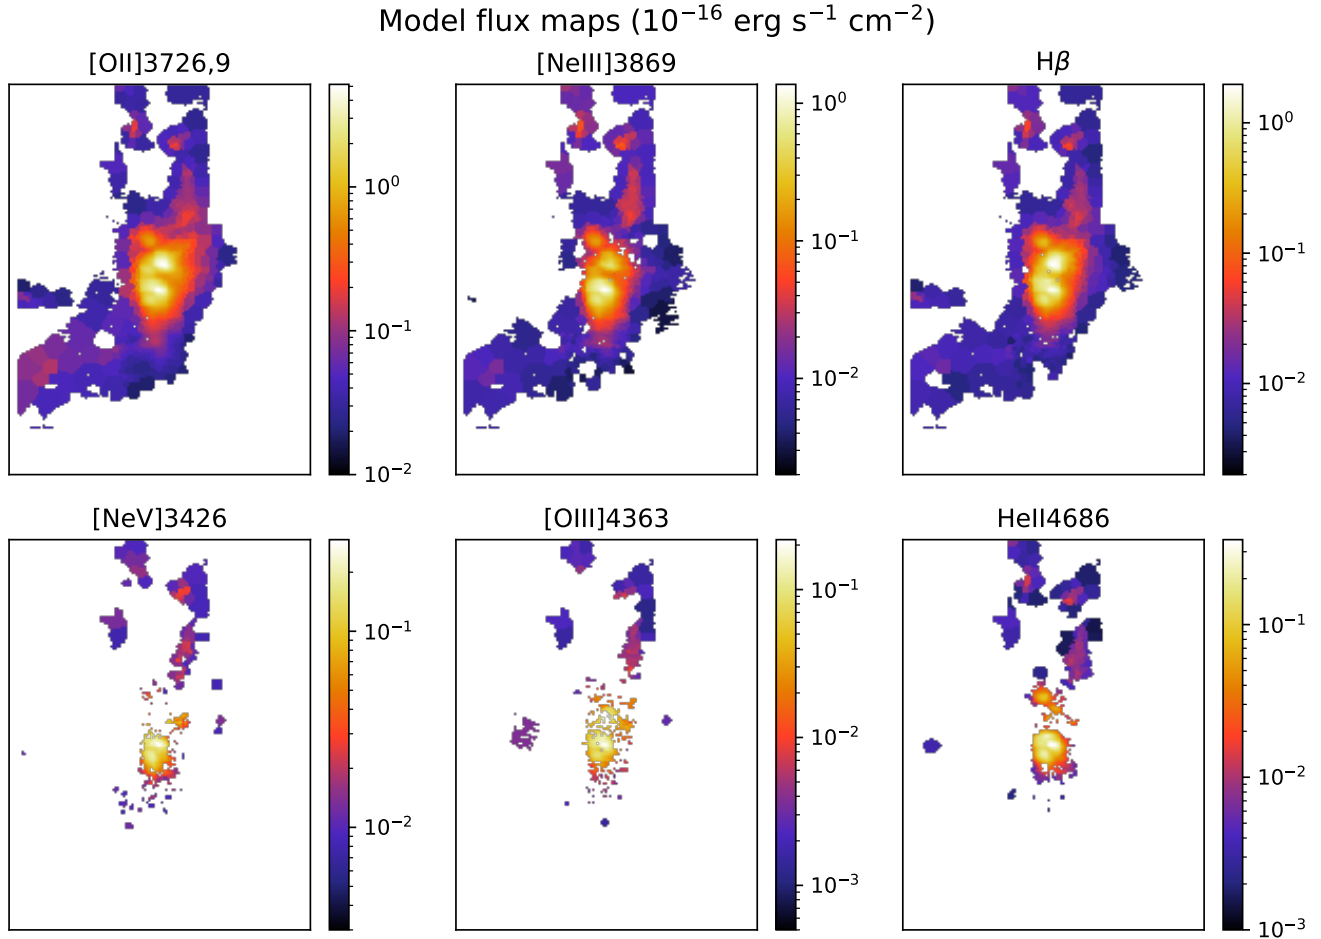 Model flux maps (10⁻¹⁶ erg s⁻¹ cm⁻²)
[OII]3726,9
[NeIII]3869
Hβ
10⁰
10⁻¹
10⁻²
10⁰
10⁻¹
10⁻²
10⁰
10⁻¹
10⁻²
[NeV]3426
[OIII]4363
HeII4686
10⁻¹
10⁻²
10⁻¹
10⁻²
10⁻³
10⁻¹
10⁻²
10⁻³